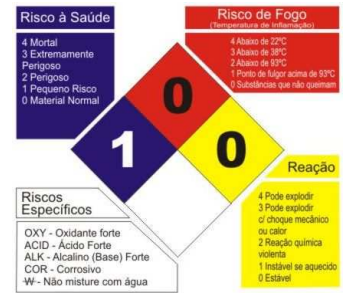 Risco à Saúde
4 Mortal
3 Extremamente
Perigoso
2 Perigoso
1 Pequeno Risco
0 Material Normal
Risco de Fogo
(Temperatura de Inflamação)
4 Abaixo de 22ºC
3 Abaixo de 38ºC
2 Abaixo de 93ºC
1 Ponto de fulgor acima de 93ºC
0 Substâncias que não queimam
0
1
0
Reação
4 Pode explodir
3 Pode explodir
c/ choque mecânico
ou calor
2 Reação química
violenta
1 Instável se aquecido
0 Estável
Riscos
Específicos
OXY - Oxidante forte
ACID - Ácido Forte
ALK - Alcalino (Base) Forte
COR - Corrosivo
W - Não misture com água